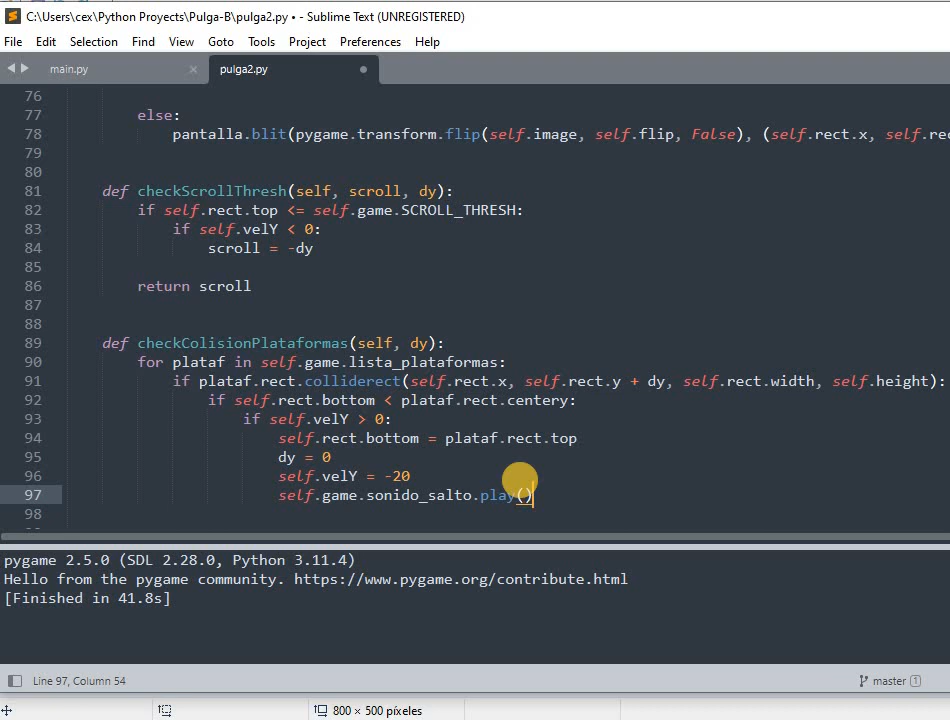 C:\Users\cex\Python Proyects\Pulga-B\pulga2.py • - Sublime Text (UNREGISTERED)
File Edit Selection Find View Goto Tools Project Preferences Help
main.py × pulga2.py
76
77 else:
78 pantalla.blit(pygame.transform.flip(self.image, self.flip, False), (self.rect.x, self.rec
79
80
81 def checkScrollThresh(self, scroll, dy):
82 if self.rect.top <= self.game.SCROLL_THRESH:
83 if self.velY < 0:
84 scroll = -dy
85
86 return scroll
87
88
89 def checkColisionPlataformas(self, dy):
90 for plataf in self.game.lista_plataformas:
91 if plataf.rect.colliderect(self.rect.x, self.rect.y + dy, self.rect.width, self.height):
92 if self.rect.bottom < plataf.rect.centery:
93 if self.velY > 0:
94 self.rect.bottom = plataf.rect.top
95 dy = 0
96 self.velY = -20
97 self.game.sonido_salto.play()
98
pygame 2.5.0 (SDL 2.28.0, Python 3.11.4)
Hello from the pygame community. https://www.pygame.org/contribute.html
[Finished in 41.8s]
Line 97, Column 54 master 1
800 × 500 píxeles